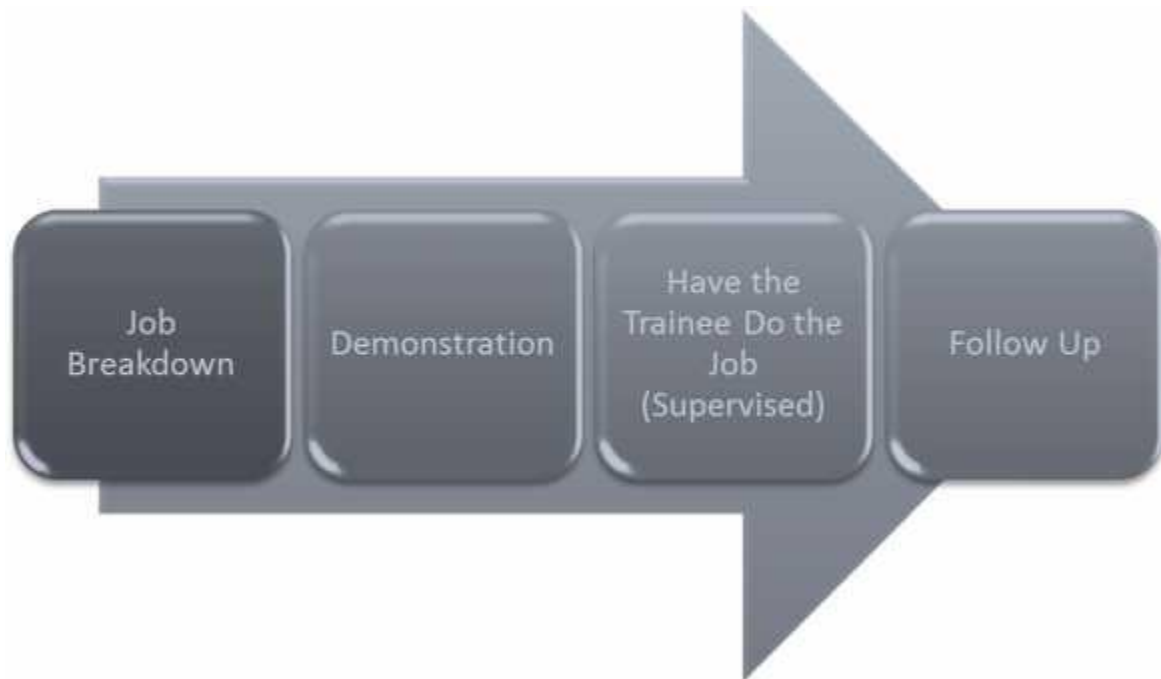 Job
Breakdown
Demonstration
Have the
Trainee Do the
Job
(Supervised)
Follow Up